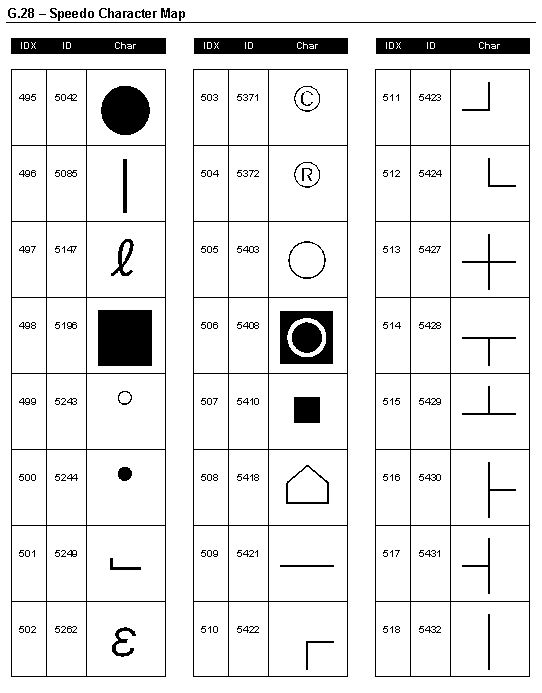 G.28 – Speedo Character Map
IDX ID Char IDX ID Char IDX ID Char
495 5042 ● 503 5371 © 511 5423 ┘
496 5085 | 504 5372 ® 512 5424 └
497 5147 ℓ 505 5403 ○ 513 5427 ┼
498 5196 ■ 506 5408 ◙ 514 5428 ┬
499 5243 ○ 507 5410 ■ 515 5429 ┴
500 5244 • 508 5418 ⌂ 516 5430 ├
501 5249 509 5421 ─ 517 5431 ┤
502 5262 ε 510 5422 ┌ 518 5432 │